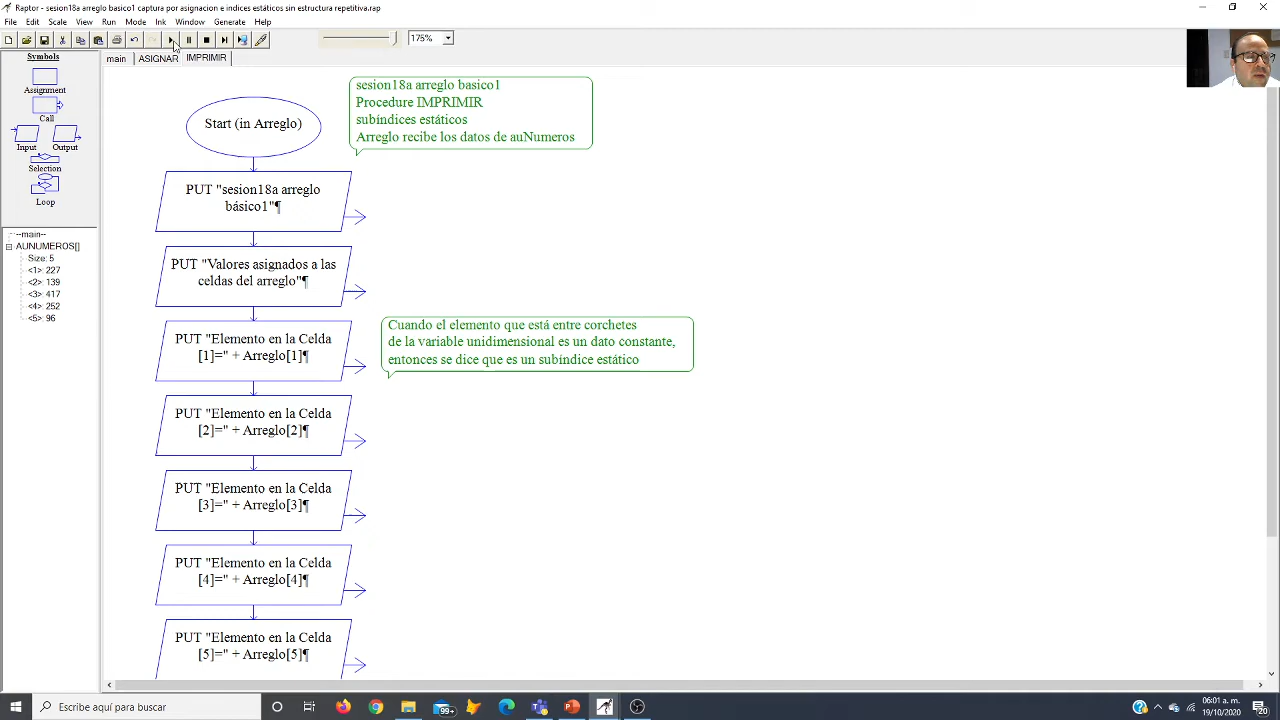 Raptor - sesion18a arreglo basico1 captura por asignacion e indices estáticos sin estructura repetitiva.rap
File Edit Scale View Run Mode Ink Window Generate Help
175%
Symbols
Assignment
Call
Input Output
Selection
Loop
--main--
AUNUMEROS[]
Size: 5
<1>: 227
<2>: 139
<3>: 417
<4>: 252
<5>: 96
main ASIGNAR IMPRIMIR
sesion18a arreglo basico1
Procedure IMPRIMIR
subíndices estáticos
Arreglo recibe los datos de auNumeros
Start (in Arreglo)
PUT "sesion18a arreglo
básico1"¶
PUT "Valores asignados a las
celdas del arreglo"¶
PUT "Elemento en la Celda
[1]=" + Arreglo[1]¶
Cuando el elemento que está entre corchetes
de la variable unidimensional es un dato constante,
entonces se dice que es un subíndice estático
PUT "Elemento en la Celda
[2]=" + Arreglo[2]¶
PUT "Elemento en la Celda
[3]=" + Arreglo[3]¶
PUT "Elemento en la Celda
[4]=" + Arreglo[4]¶
PUT "Elemento en la Celda
[5]=" + Arreglo[5]¶
Escribe aquí para buscar
99+
06:01 a. m.
19/10/2020
20